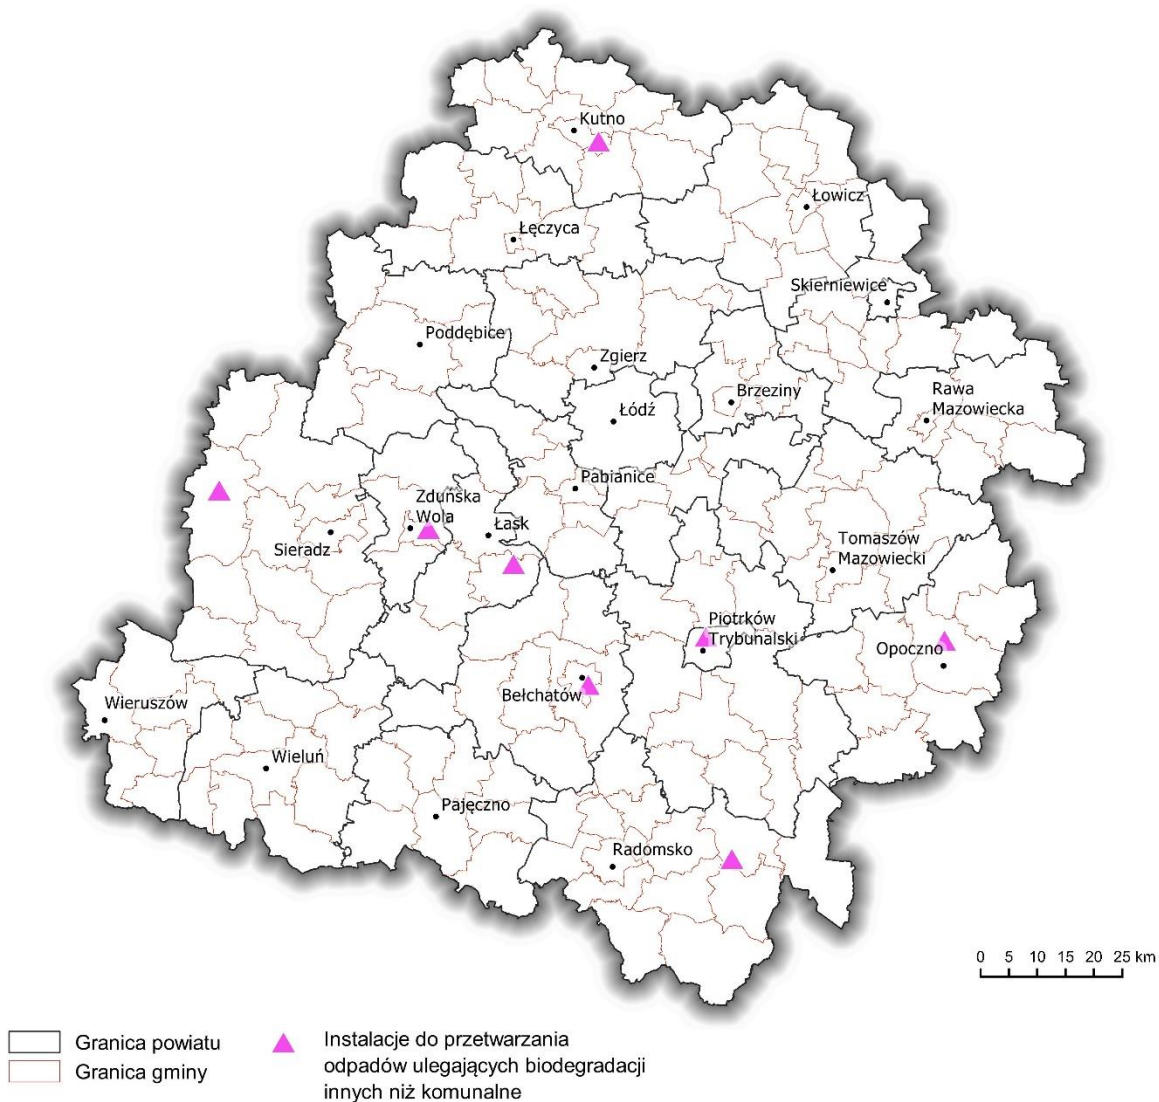 Kutno
Łowicz
Łęczyca
Skierniewice
Poddębice
Zgierz
Brzeziny
Rawa
Mazowiecka
Łódź
Pabianice
Zduńska
Wola
Łask
Sieradz
Tomaszów
Mazowiecki
Piotrków
Trybunalski
Opoczno
Bełchatów
Wieruszów
Wieluń
Pajęczno
Radomsko
0 5 10 15 20 25 km
Granica powiatu
Granica gminy
Instalacje do przetwarzania
odpadów ulegających biodegradacji
innych niż komunalne